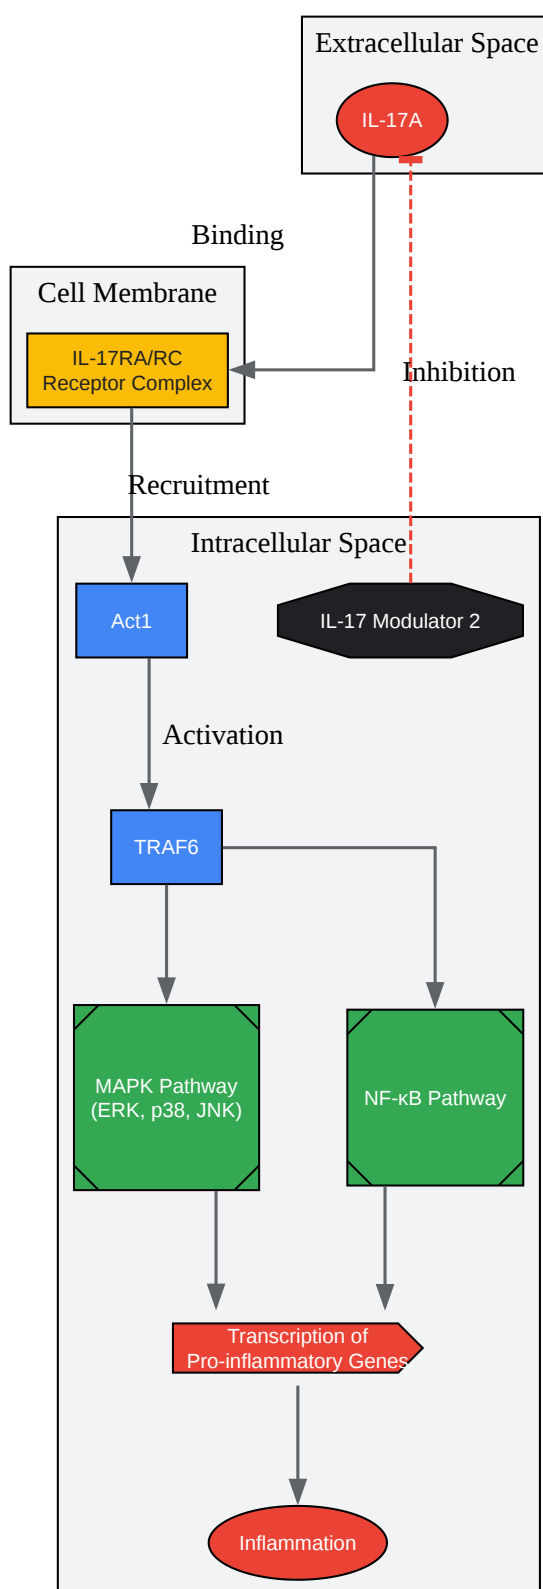 Extracellular Space
IL-17A
Binding
Cell Membrane
IL-17RA/RC
Receptor Complex
Inhibition
Recruitment
Intracellular Space
Act1
IL-17 Modulator 2
Activation
TRAF6
MAPK Pathway
(ERK, p38, JNK)
NF-κB Pathway
Transcription of
Pro-inflammatory Genes
Inflammation